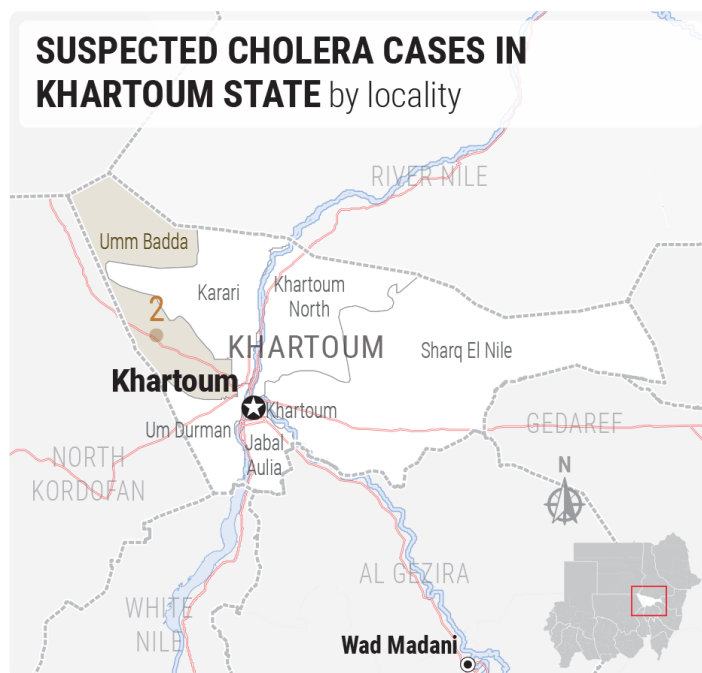 SUSPECTED CHOLERA CASES IN
KHARTOUM STATE by locality
RIVER NILE
Umm Badda
Karari
Khartoum
North
2
KHARTOUM
Sharq El Nile
Khartoum
Khartoum
GEDAREF
Um Durman
Jabal
Aulia
NORTH
KORDOFAN
N
AL GEZIRA
WHITE
NILE
Wad Madani